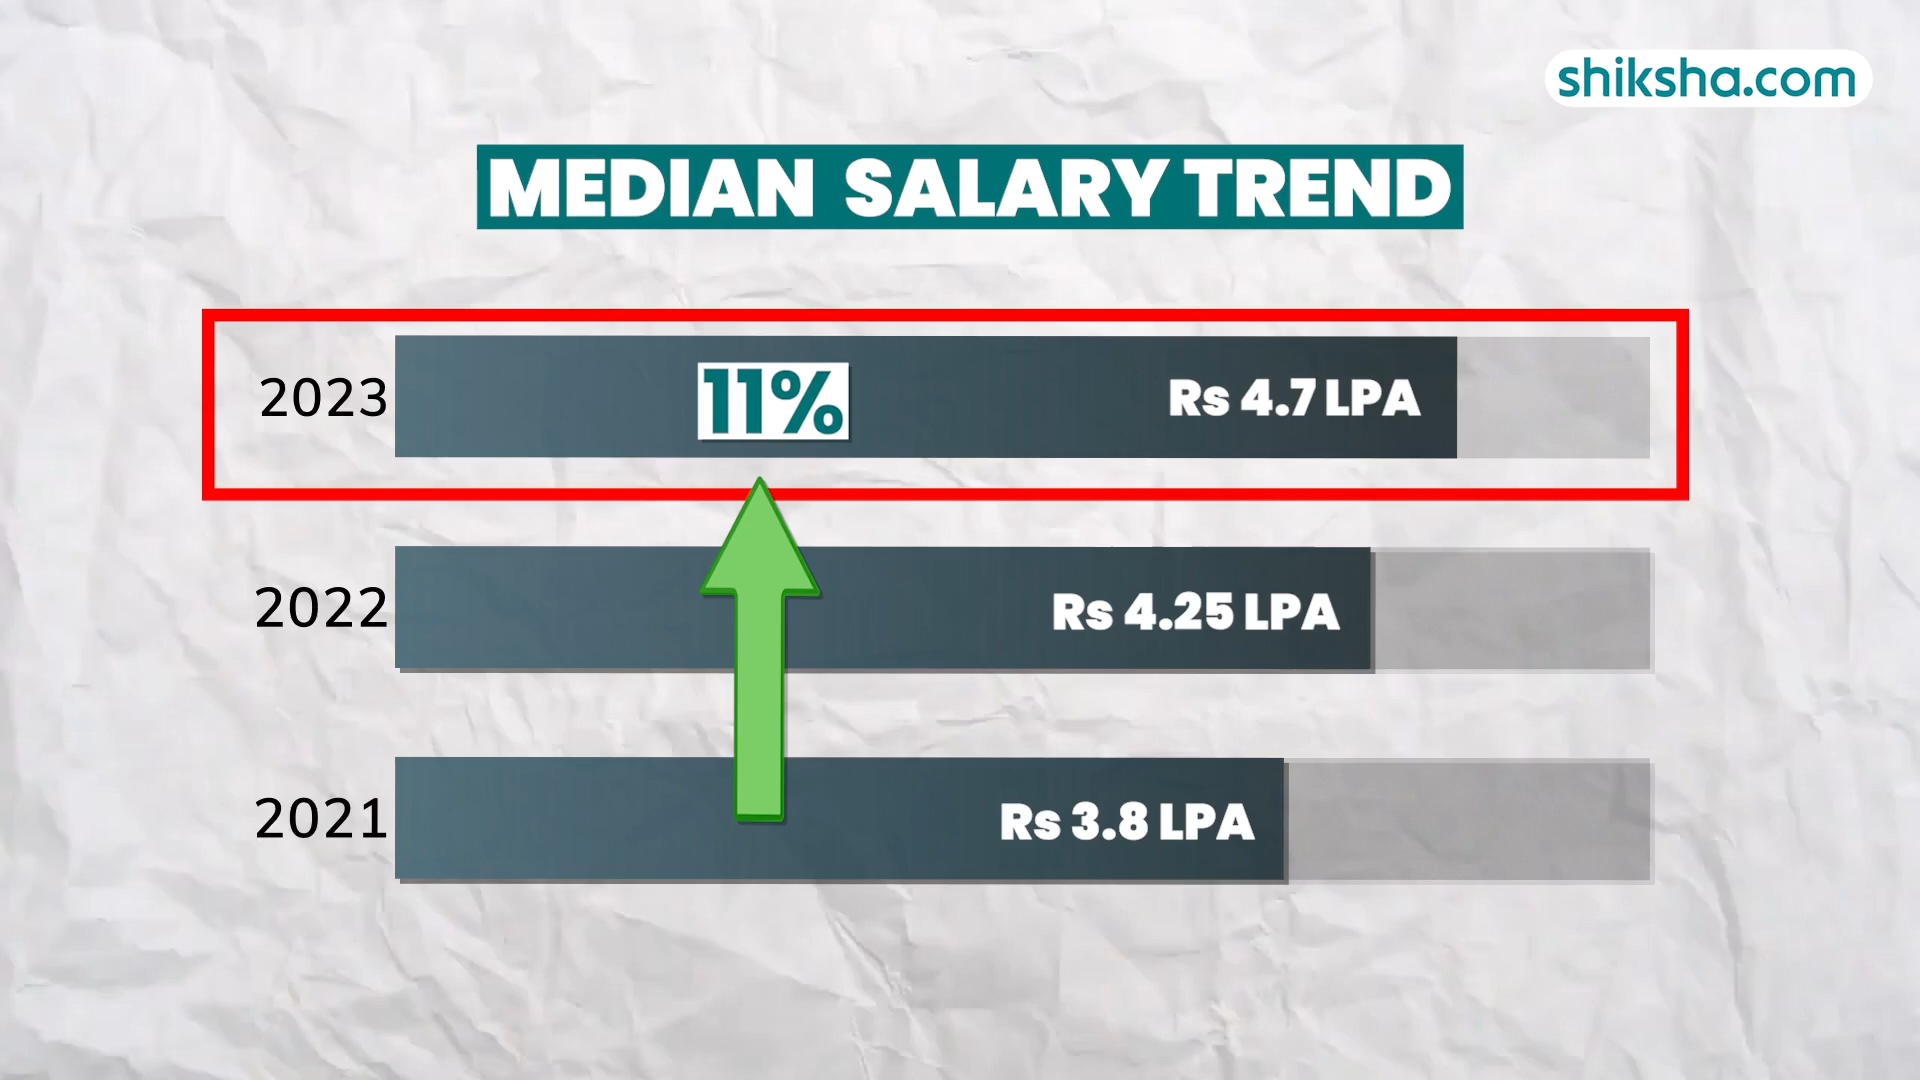 shiksha.com
MEDIAN SALARY TREND
2023 11% Rs 4.7 LPA
2022 Rs 4.25 LPA
2021 Rs 3.8 LPA